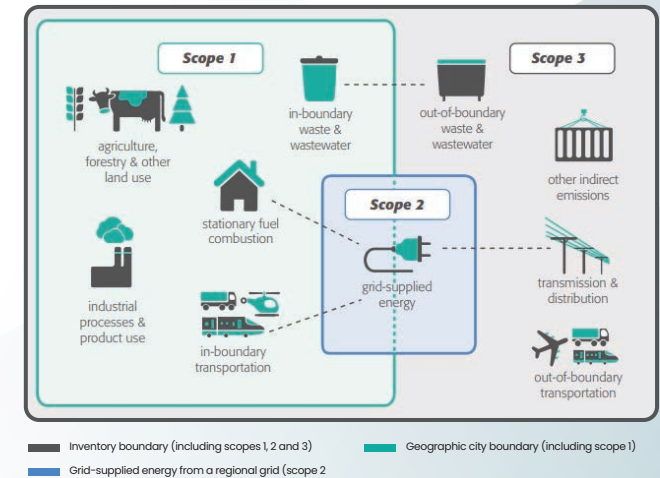 Scope 1
Scope 3
in-boundary
waste &
wastewater
out-of-boundary
waste &
wastewater
agriculture,
forestry & other
land use
other indirect
emissions
stationary fuel
combustion
Scope 2
grid-supplied
energy
transmission &
distribution
industrial
processes &
product use
in-boundary
transportation
out-of-boundary
transportation
Inventory boundary (including scopes 1, 2 and 3)
Geographic city boundary (including scope 1)
Grid-supplied energy from a regional grid (scope 2